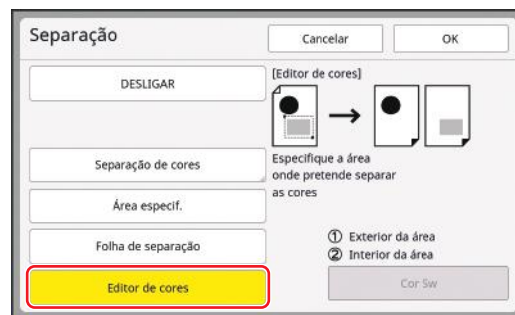 Separação
Cancelar
OK
DESLIGAR
Separação de cores
Área especif.
Folha de separação
Editor de cores
[Editor de cores]
Especifique a área
onde pretende separar
as cores
① Exterior da área
② Interior da área
Cor Sw